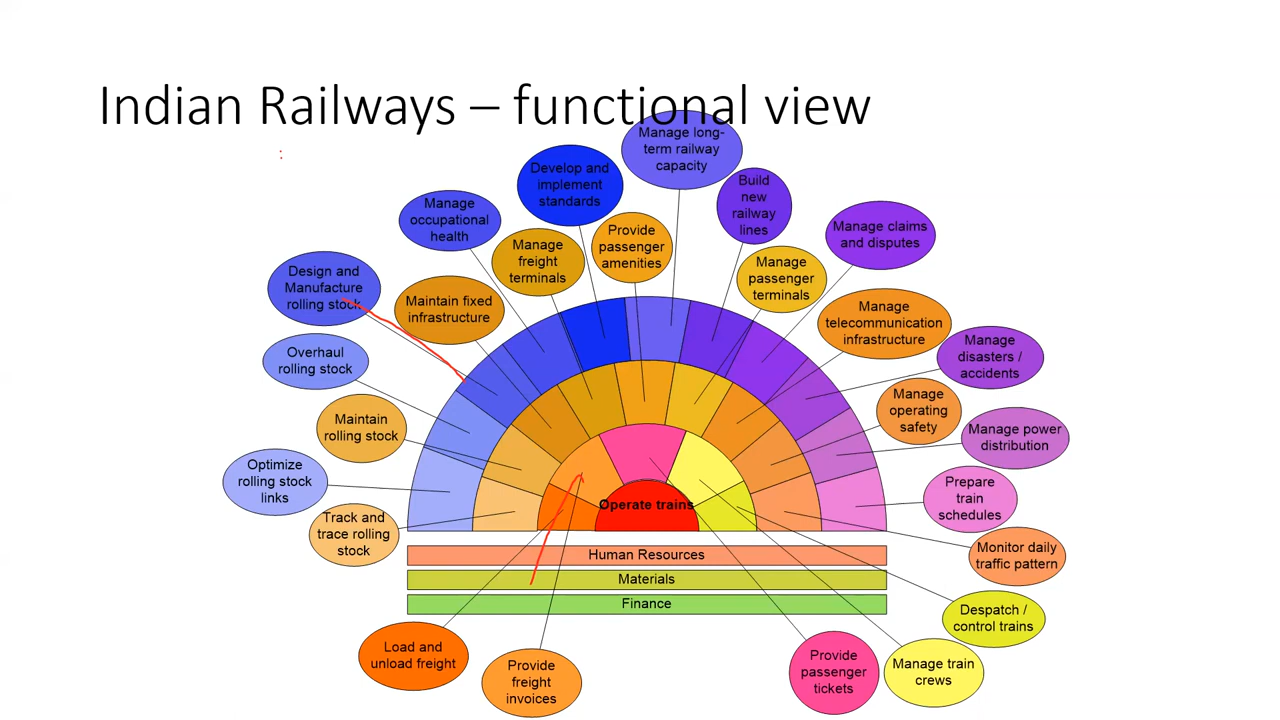 Indian Railways – functional view
Manage long-
term railway
capacity
Develop and
implement
standards
Build
new
railway
lines
Manage
occupational
health
Provide
passenger
amenities
Manage claims
and disputes
Manage
freight
terminals
Manage
passenger
terminals
Design and
Manufacture
rolling stock
Maintain fixed
infrastructure
Manage
telecommunication
infrastructure
Overhaul
rolling stock
Manage
disasters /
accidents
Maintain
rolling stock
Manage
operating
safety
Manage power
distribution
Optimize
rolling stock
links
Prepare
train
schedules
Track and
trace rolling
stock
Operate trains
Monitor daily
traffic pattern
Human Resources
Materials
Finance
Despatch /
control trains
Load and
unload freight
Provide
freight
invoices
Provide
passenger
tickets
Manage train
crews